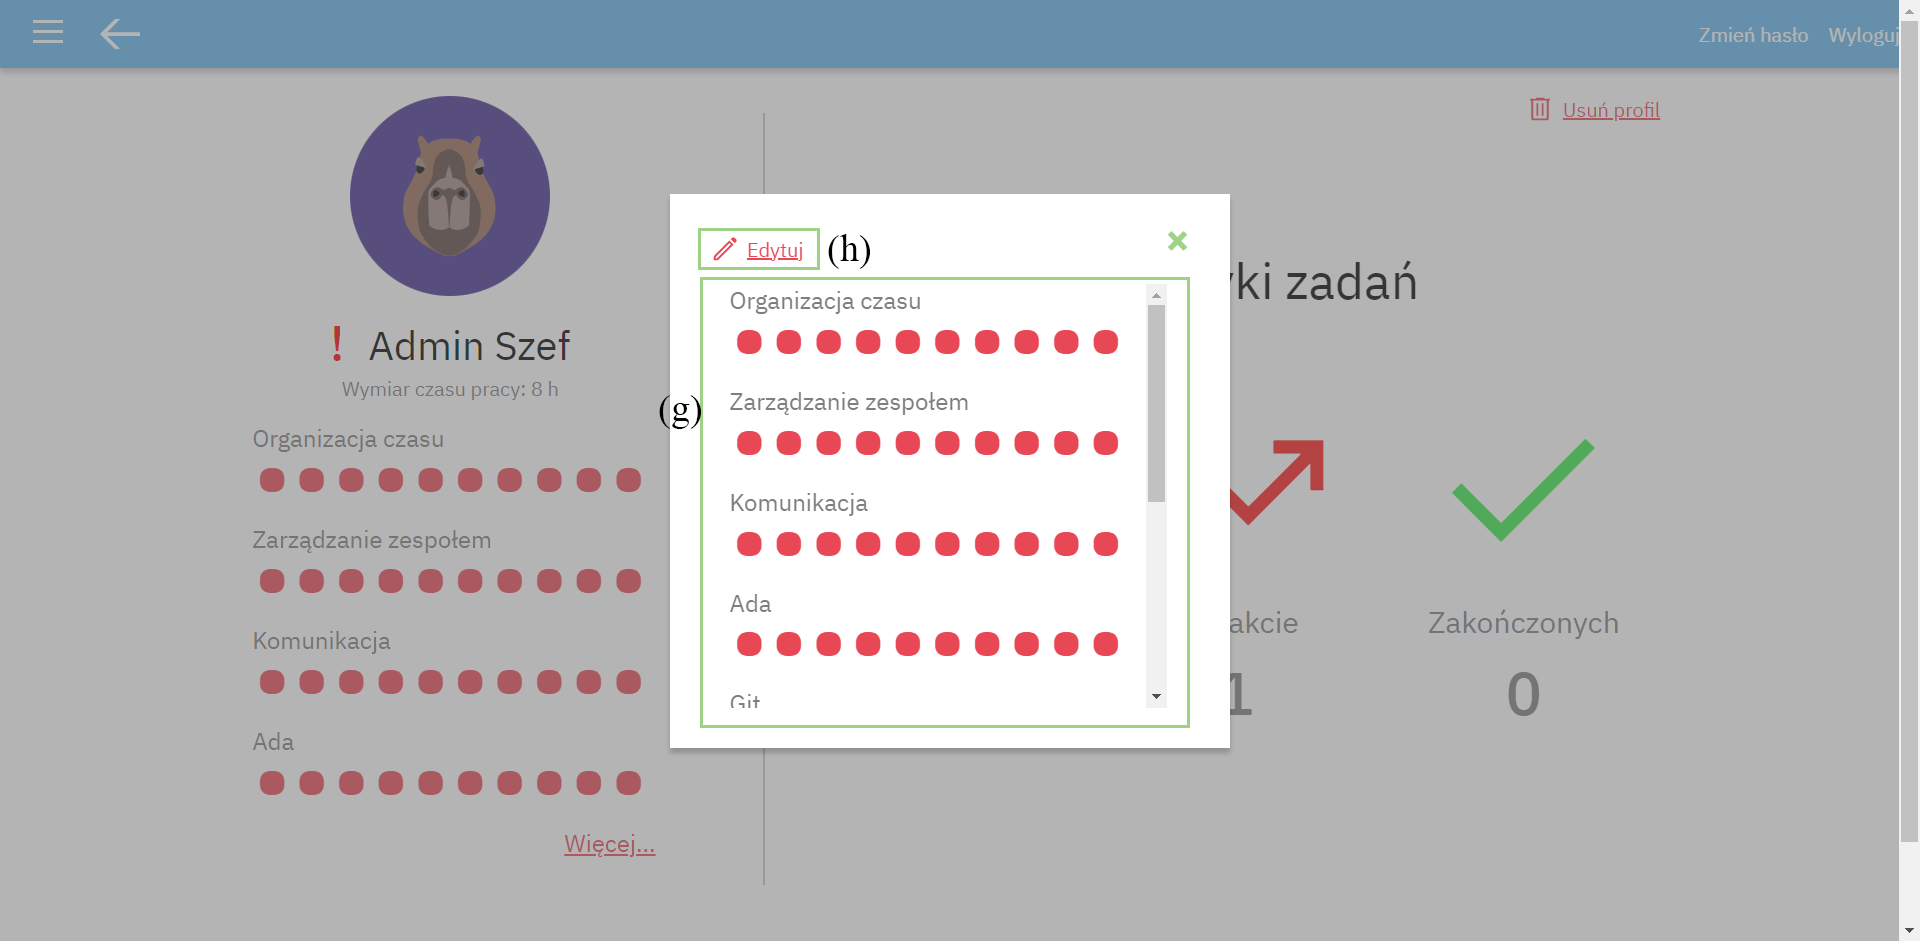 Zmień hasło Wyloguj
Usuń profil
! Admin Szef
Wymiar czasu pracy: 8 h
Organizacja czasu
Zarządzanie zespołem
Komunikacja
Ada
Więcej...
Edytuj (h)
(g)
Organizacja czasu
Zarządzanie zespołem
Komunikacja
Ada
Git
yki zadań
akcie
1
Zakończonych
0